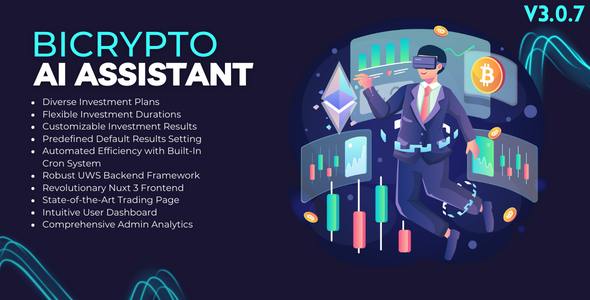 V3.0.7
BICRYPTO
AI ASSISTANT
Diverse Investment Plans
Flexible Investment Durations
Customizable Investment Results
Predefined Default Results Setting
Automated Efficiency with Built-In
Cron System
Robust UWS Backend Framework
Revolutionary Nuxt 3 Frontend
State-of-the-Art Trading Page
Intuitive User Dashboard
Comprehensive Admin Analytics